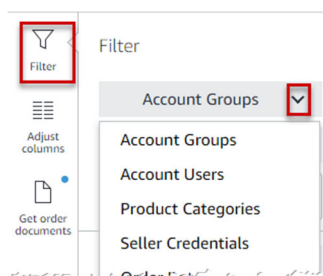 Filter
Filter
Account Groups
Adjust
columns
Account Groups
Account Users
Product Categories
Get order
documents
Seller Credentials